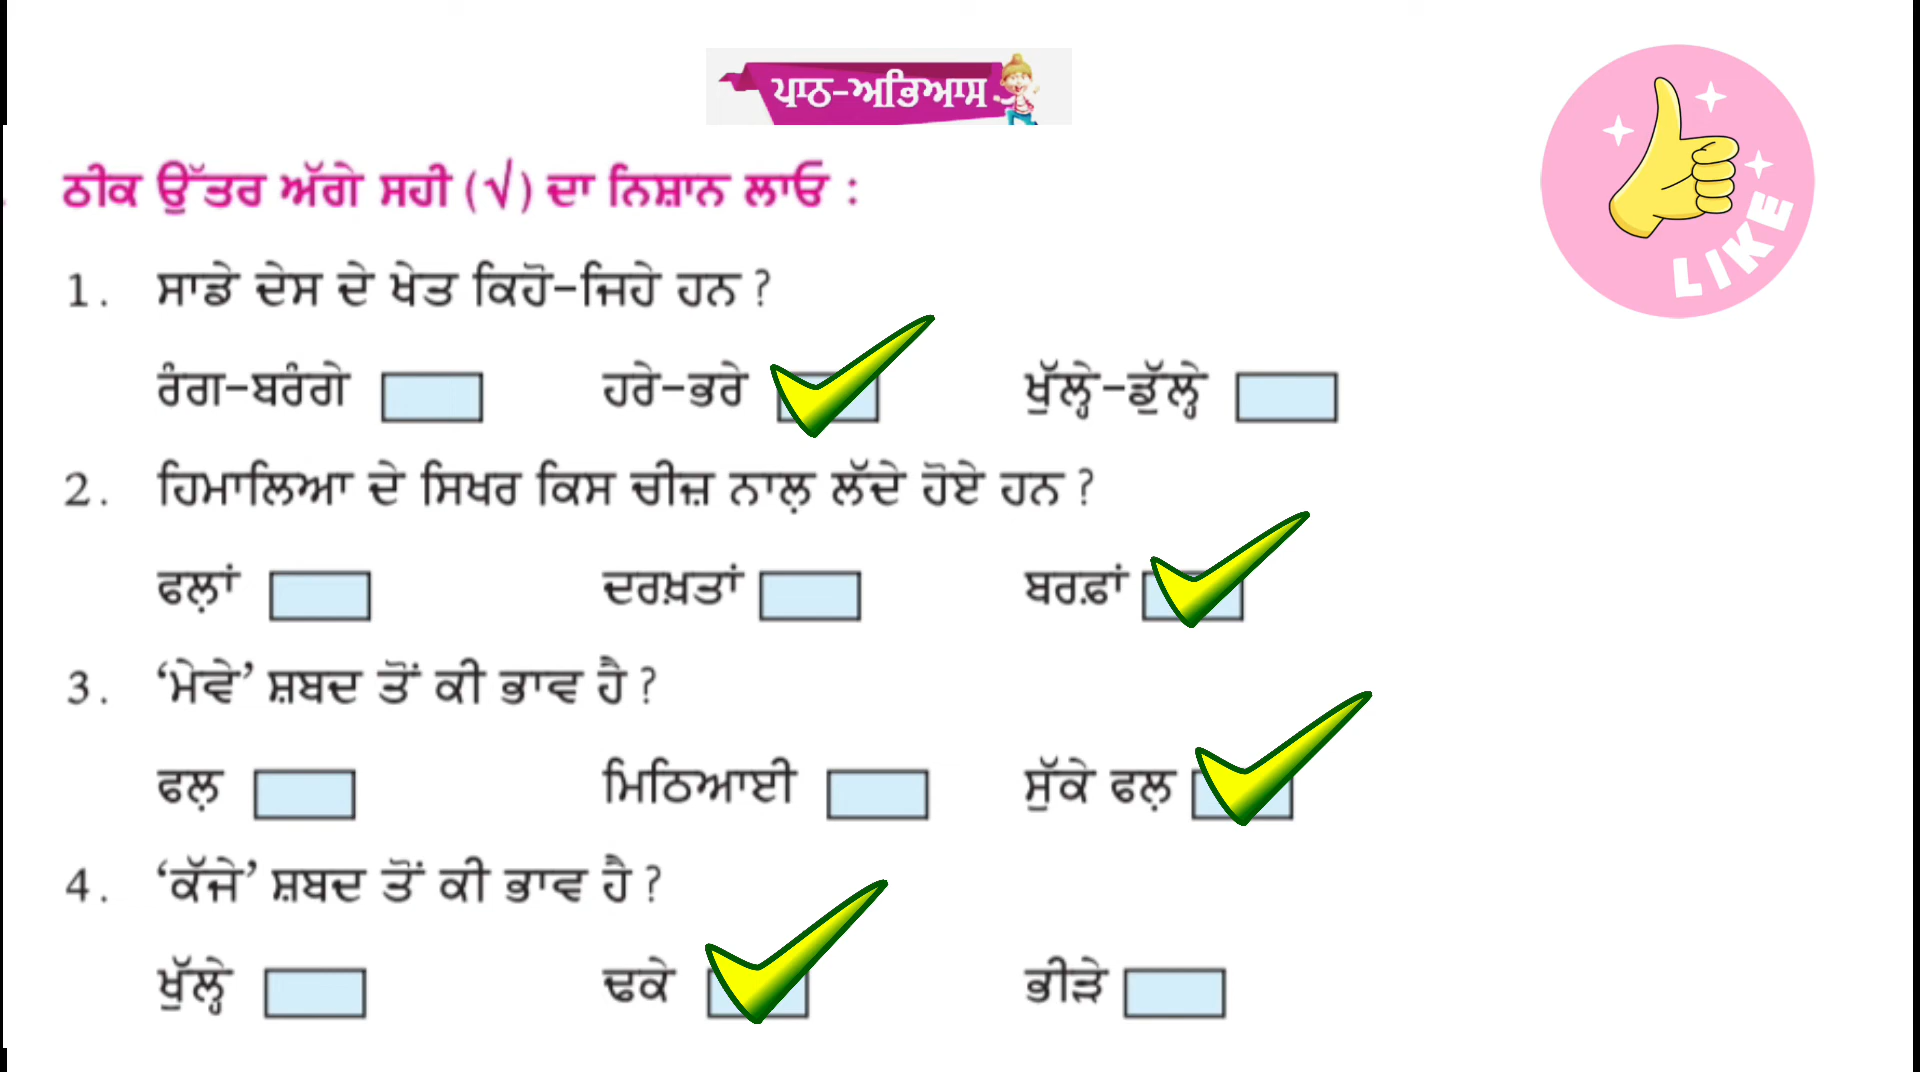 ਪਾਠ-ਅਭਿਆਸ
LIKE
ਠੀਕ ਉੱਤਰ ਅੱਗੇ ਸਹੀ (√) ਦਾ ਨਿਸ਼ਾਨ ਲਾਓ :
1. ਸਾਡੇ ਦੇਸ ਦੇ ਖੇਤ ਕਿਹੋ-ਜਿਹੇ ਹਨ ?
ਰੰਗ-ਬਰੰਗੇ ਹਰੇ-ਭਰੇ ਖੁੱਲ੍ਹੇ-ਡੁੱਲ੍ਹੇ
2. ਹਿਮਾਲਿਆ ਦੇ ਸਿਖਰ ਕਿਸ ਚੀਜ਼ ਨਾਲ਼ ਲੱਦੇ ਹੋਏ ਹਨ ?
ਫਲ਼ਾਂ ਦਰਖ਼ਤਾਂ ਬਰਫ਼ਾਂ
3. ‘ਮੇਵੇ’ ਸ਼ਬਦ ਤੋਂ ਕੀ ਭਾਵ ਹੈ ?
ਫਲ਼ ਮਿਠਿਆਈ ਸੁੱਕੇ ਫਲ਼
4. ‘ਕੱਜੇ’ ਸ਼ਬਦ ਤੋਂ ਕੀ ਭਾਵ ਹੈ ?
ਖੁੱਲ੍ਹੇ ਢਕੇ ਭੀੜੇ